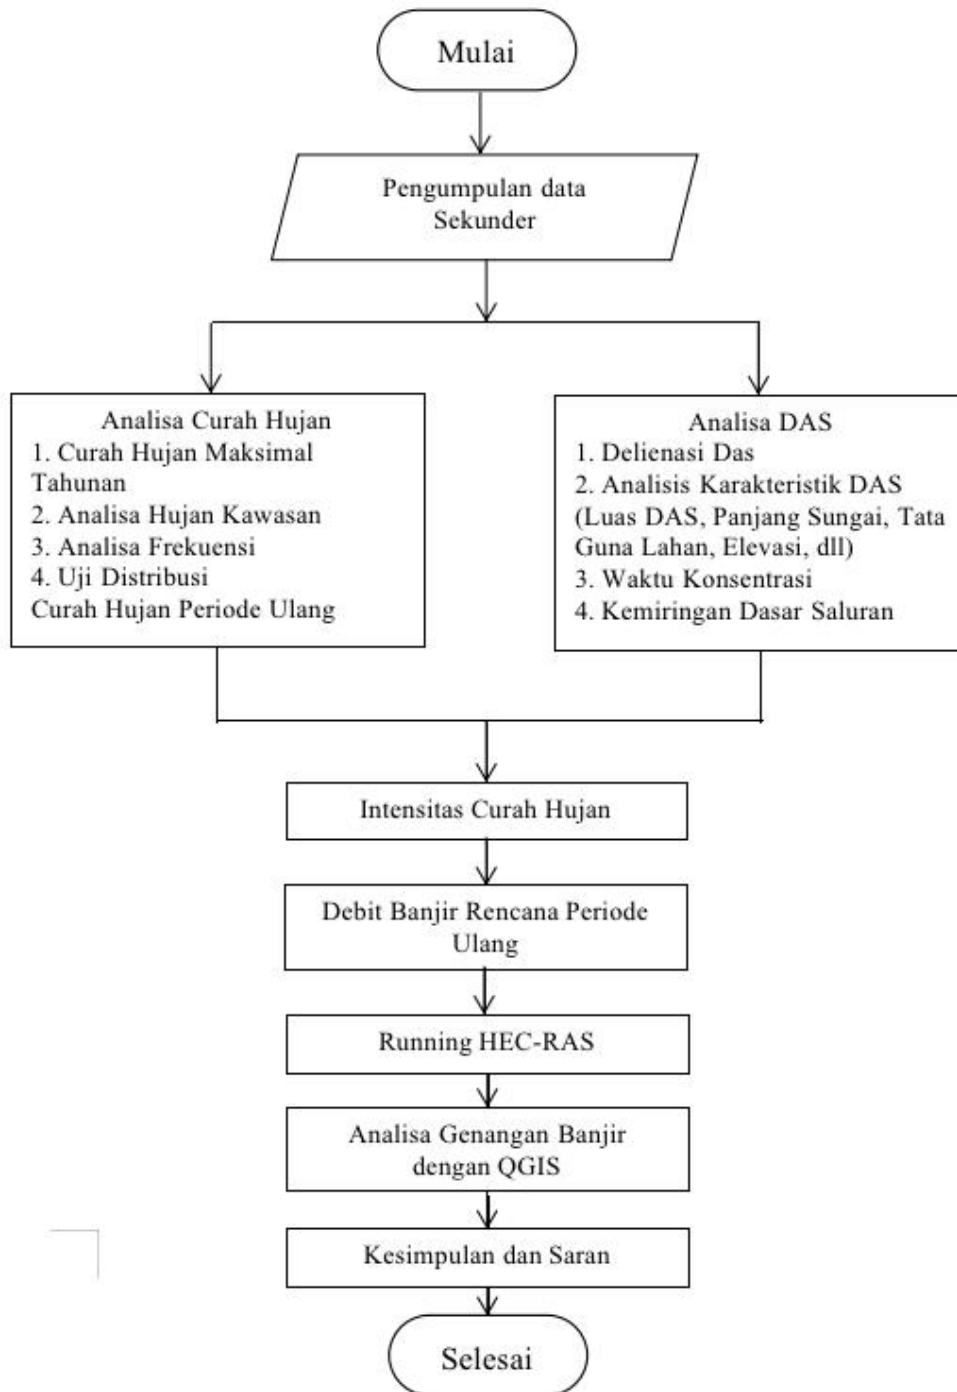 Mulai
Pengumpulan data
Sekunder
Analisa Curah Hujan
1. Curah Hujan Maksimal
Tahunan
2. Analisa Hujan Kawasan
3. Analisa Frekuensi
4. Uji Distribusi
Curah Hujan Periode Ulang
Analisa DAS
1. Delienasi Das
2. Analisis Karakteristik DAS
(Luas DAS, Panjang Sungai, Tata
Guna Lahan, Elevasi, dll)
3. Waktu Konsentrasi
4. Kemiringan Dasar Saluran
Intensitas Curah Hujan
Debit Banjir Rencana Periode
Ulang
Running HEC-RAS
Analisa Genangan Banjir
dengan QGIS
Kesimpulan dan Saran
Selesai